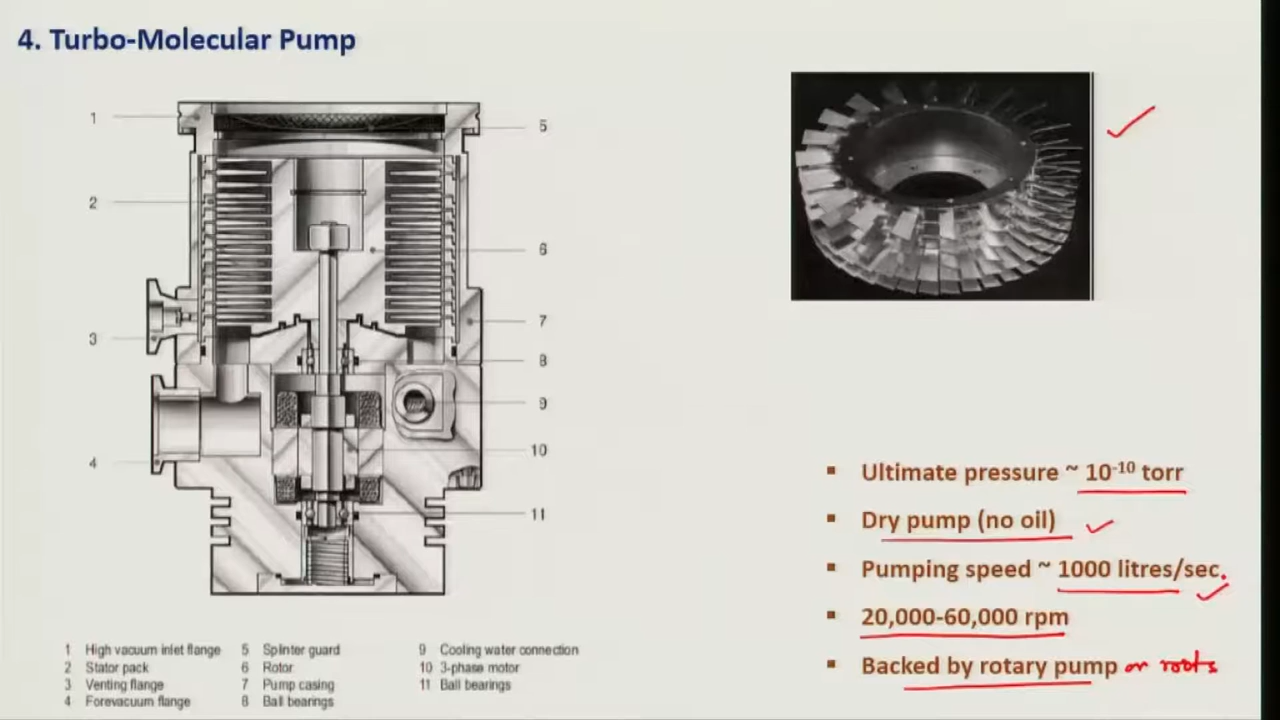 4. Turbo-Molecular Pump
1
2
3
4
5
6
7
8
9
10
11
1 High vacuum inlet flange
2 Stator pack
3 Venting flange
4 Forevacuum flange
5 Splinter guard
6 Rotor
7 Pump casing
8 Ball bearings
9 Cooling water connection
10 3-phase motor
11 Ball bearings
▪ Ultimate pressure ~ 10⁻¹⁰ torr
▪ Dry pump (no oil)
▪ Pumping speed ~ 1000 litres/sec.
▪ 20,000-60,000 rpm
▪ Backed by rotary pump or roots